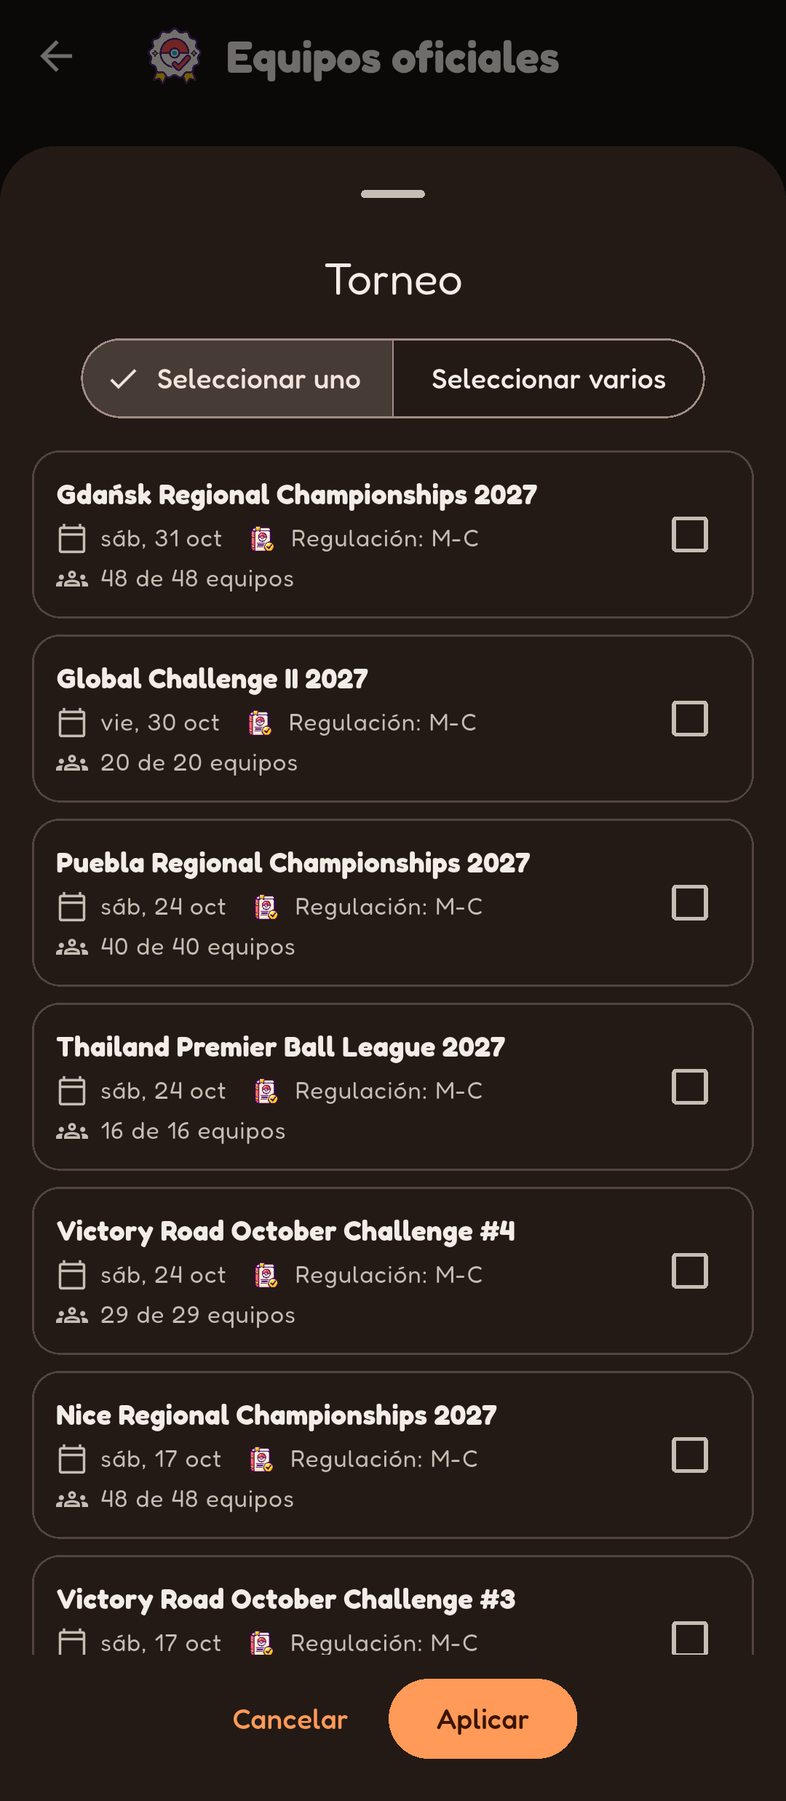 Equipos oficiales
Torneo
Seleccionar uno
Seleccionar varios
Gdańsk Regional Championships 2027
sáb, 31 oct Regulación: M-C
48 de 48 equipos
Global Challenge II 2027
vie, 30 oct Regulación: M-C
20 de 20 equipos
Puebla Regional Championships 2027
sáb, 24 oct Regulación: M-C
40 de 40 equipos
Thailand Premier Ball League 2027
sáb, 24 oct Regulación: M-C
16 de 16 equipos
Victory Road October Challenge #4
sáb, 24 oct Regulación: M-C
29 de 29 equipos
Nice Regional Championships 2027
sáb, 17 oct Regulación: M-C
48 de 48 equipos
Victory Road October Challenge #3
sáb, 17 oct Regulación: M-C
Cancelar
Aplicar